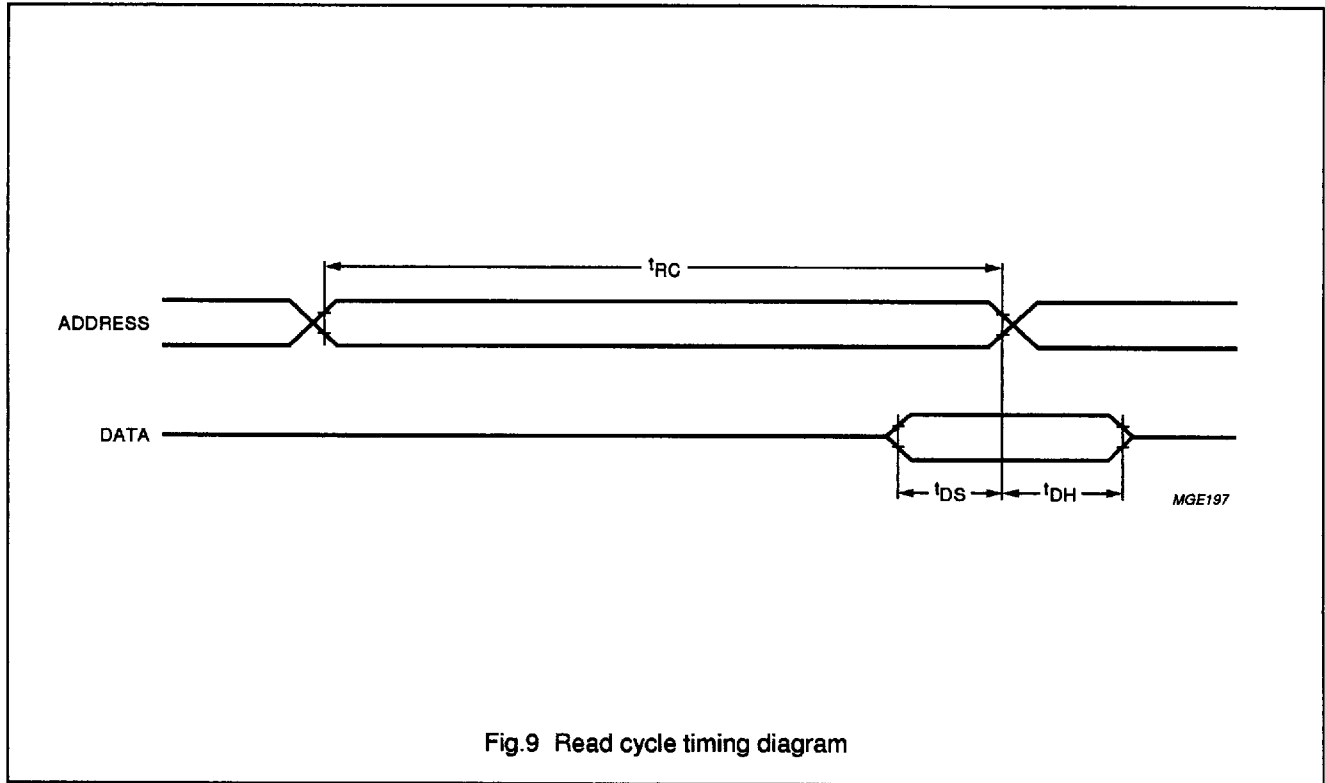 tRC
ADDRESS
DATA
tDS
tDH
MGE197
Fig.9 Read cycle timing diagram